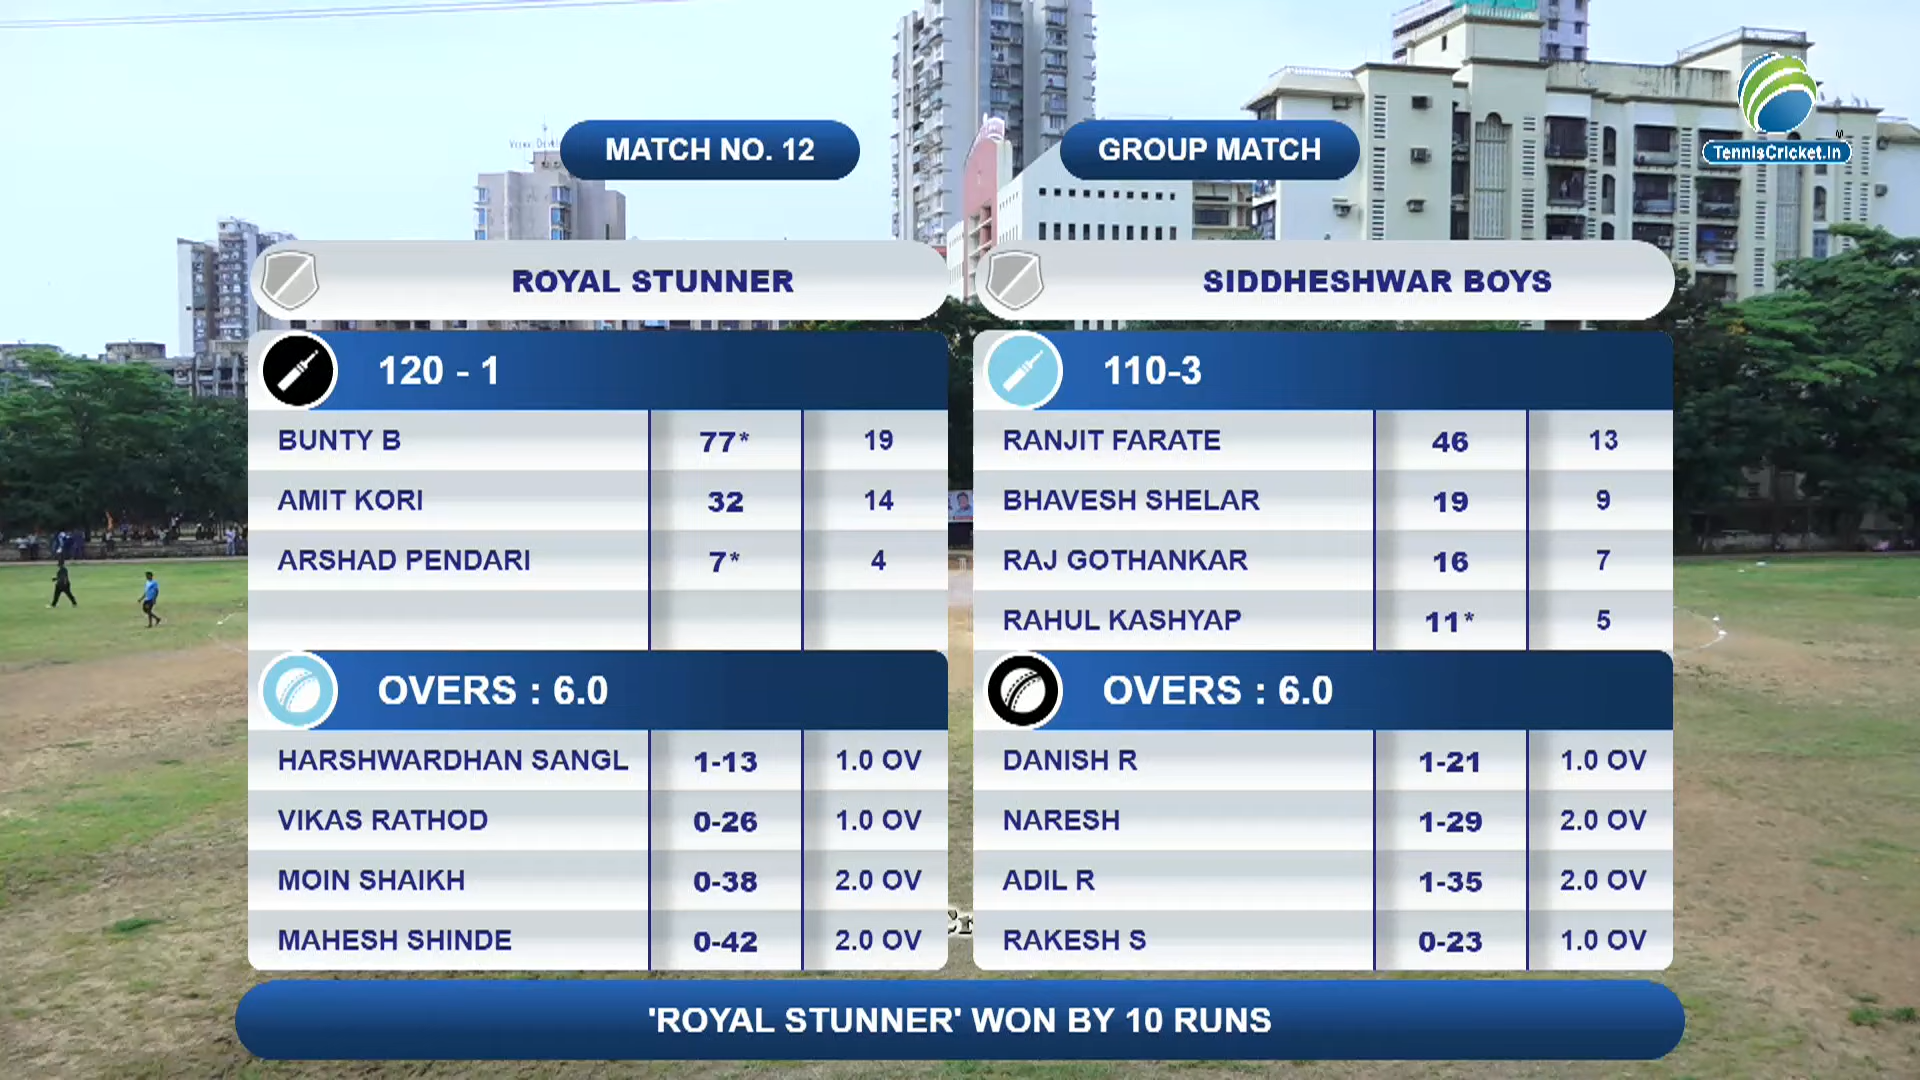 MATCH NO. 12
GROUP MATCH
TennisCricket.in
ROYAL STUNNER
120 - 1
BUNTY B 77* 19
AMIT KORI 32 14
ARSHAD PENDARI 7* 4
OVERS : 6.0
HARSHWARDHAN SANGL 1-13 1.0 OV
VIKAS RATHOD 0-26 1.0 OV
MOIN SHAIKH 0-38 2.0 OV
MAHESH SHINDE 0-42 2.0 OV
SIDDHESHWAR BOYS
110-3
RANJIT FARATE 46 13
BHAVESH SHELAR 19 9
RAJ GOTHANKAR 16 7
RAHUL KASHYAP 11* 5
OVERS : 6.0
DANISH R 1-21 1.0 OV
NARESH 1-29 2.0 OV
ADIL R 1-35 2.0 OV
RAKESH S 0-23 1.0 OV
'ROYAL STUNNER' WON BY 10 RUNS